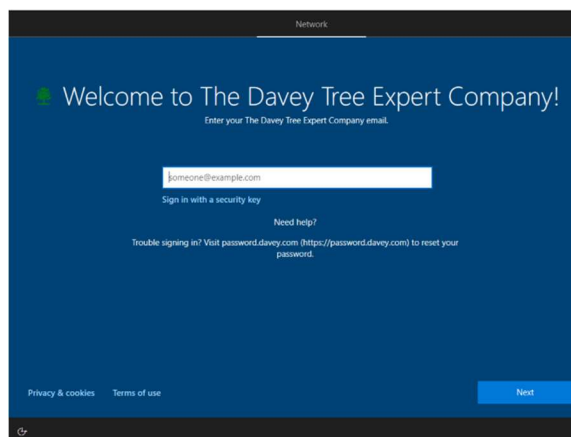 Network
Welcome to The Davey Tree Expert Company!
Enter your The Davey Tree Expert Company email.
someone@example.com
Sign in with a security key
Need help?
Trouble signing in? Visit password.davey.com (https://password.davey.com) to reset your
password.
Privacy & cookies Terms of use
Next